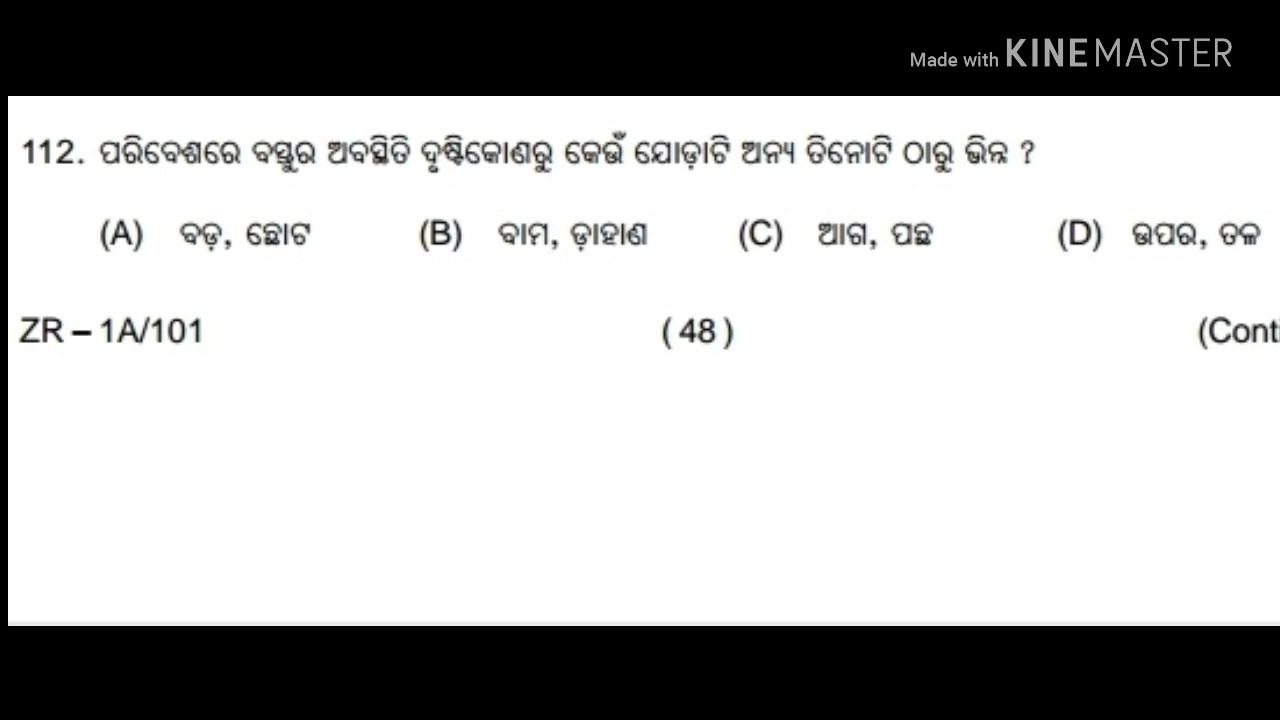 Made with KINEMASTER
112. ପରିବେଶରେ ବସ୍ତୁର ଅବସ୍ଥିତି ଦୃଷ୍ଟିକୋଣରୁ କେଉଁ ଯୋଡ଼ାଟି ଅନ୍ୟ ତିନୋଟି ଠାରୁ ଭିନ୍ନ ?
(A) ବଡ଼, ଛୋଟ (B) ବାମ, ଡ଼ାହାଣ (C) ଆଗ, ପଛ (D) ଉପର, ତଳ
ZR – 1A/101 ( 48 ) (Conti